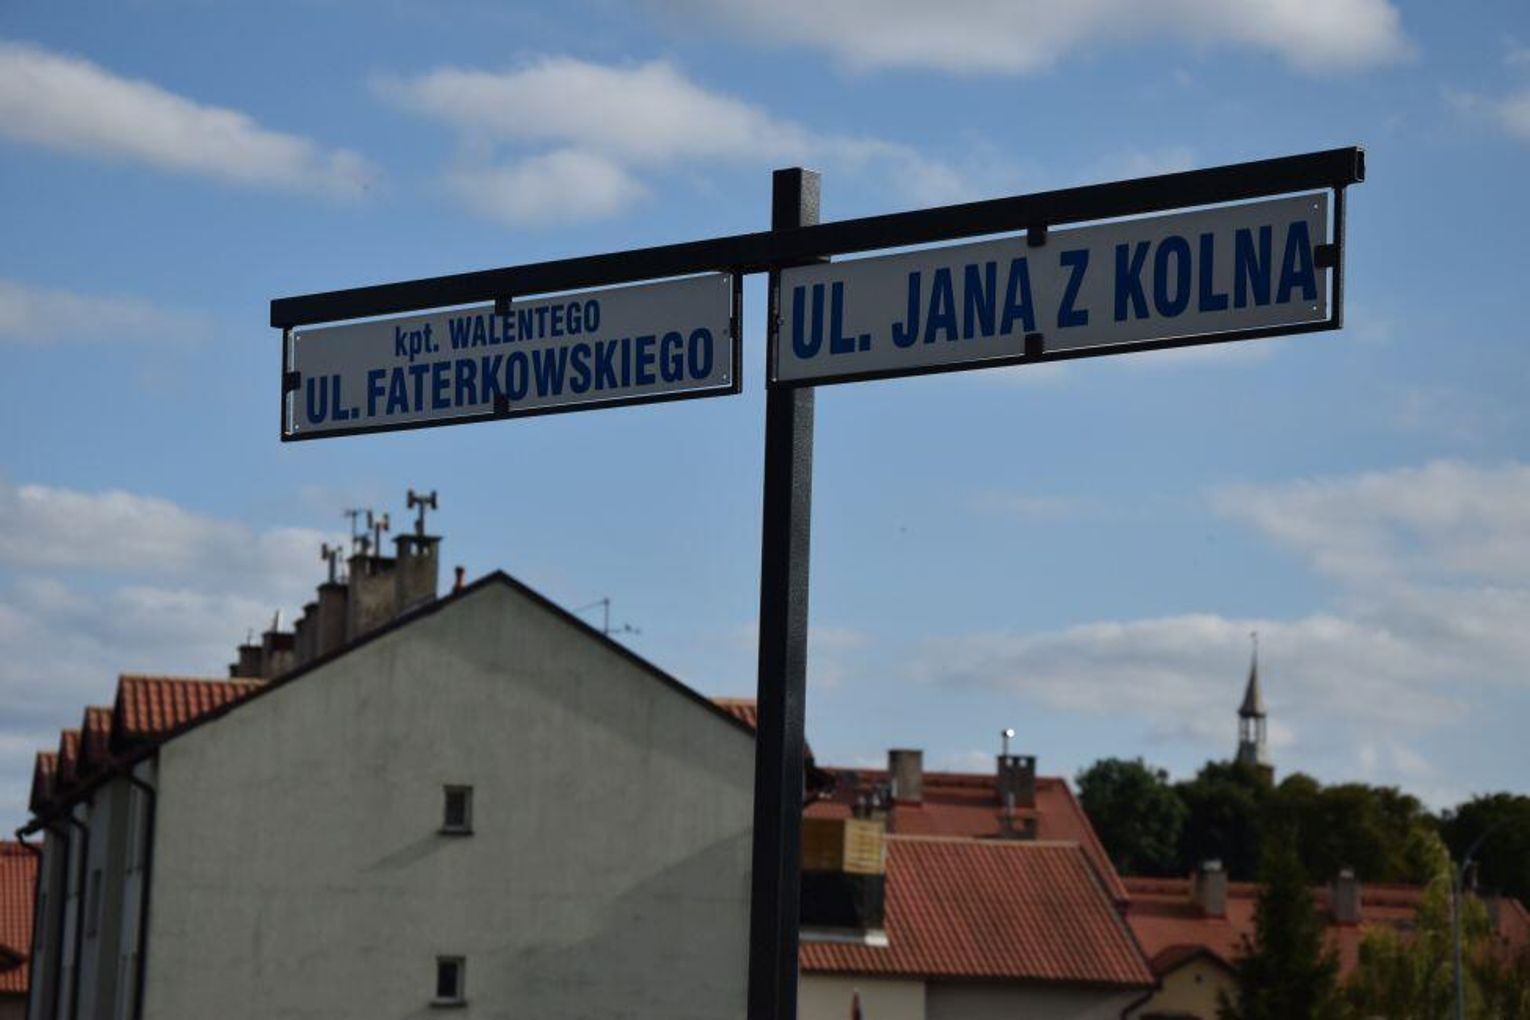 kpt. WALENTEGO
UL. FATERKOWSKIEGO
UL. JANA Z KOLNA